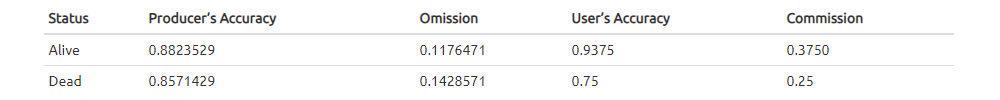 Status Producer’s Accuracy Omission User’s Accuracy Commission
Alive 0.8823529 0.1176471 0.9375 0.3750
Dead 0.8571429 0.1428571 0.75 0.25